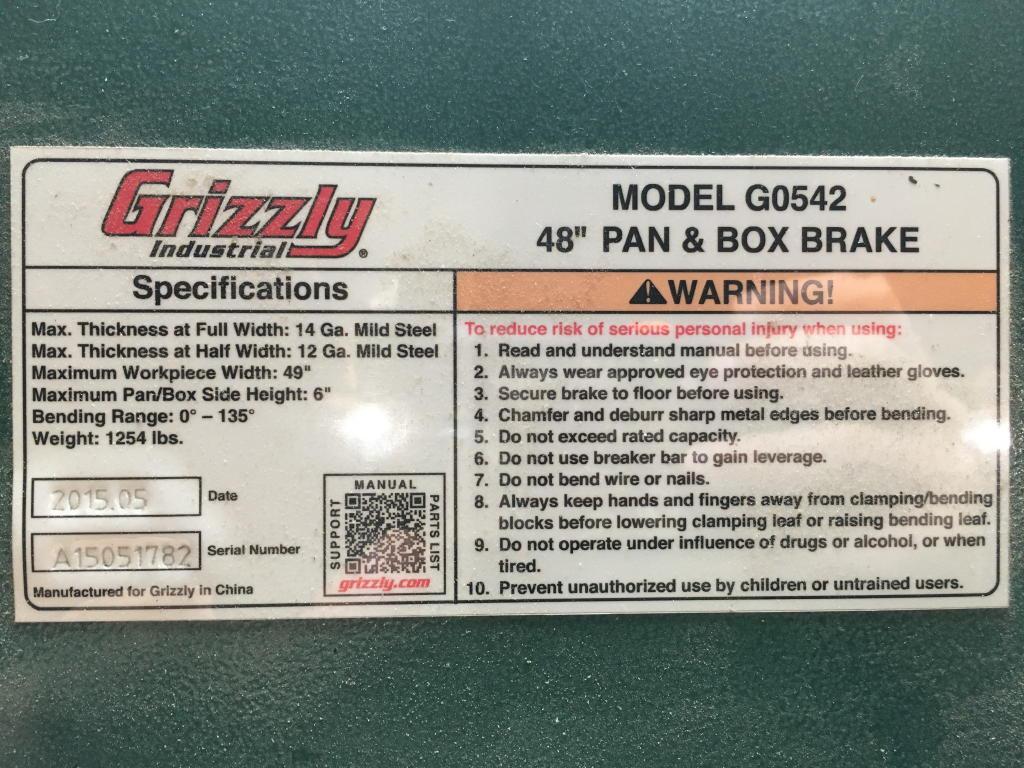 Grizzly
Industrial®
MODEL G0542
48" PAN & BOX BRAKE
Specifications
Max. Thickness at Full Width: 14 Ga. Mild Steel
Max. Thickness at Half Width: 12 Ga. Mild Steel
Maximum Workpiece Width: 49"
Maximum Pan/Box Side Height: 6"
Bending Range: 0° – 135°
Weight: 1254 lbs.
2015.05 Date
A15051782 Serial Number
Manufactured for Grizzly in China
MANUAL
SUPPORT
PARTS LIST
grizzly.com
⚠WARNING!
To reduce risk of serious personal injury when using:
1. Read and understand manual before using.
2. Always wear approved eye protection and leather gloves.
3. Secure brake to floor before using.
4. Chamfer and deburr sharp metal edges before bending.
5. Do not exceed rated capacity.
6. Do not use breaker bar to gain leverage.
7. Do not bend wire or nails.
8. Always keep hands and fingers away from clamping/bending
blocks before lowering clamping leaf or raising bending leaf.
9. Do not operate under influence of drugs or alcohol, or when
tired.
10. Prevent unauthorized use by children or untrained users.